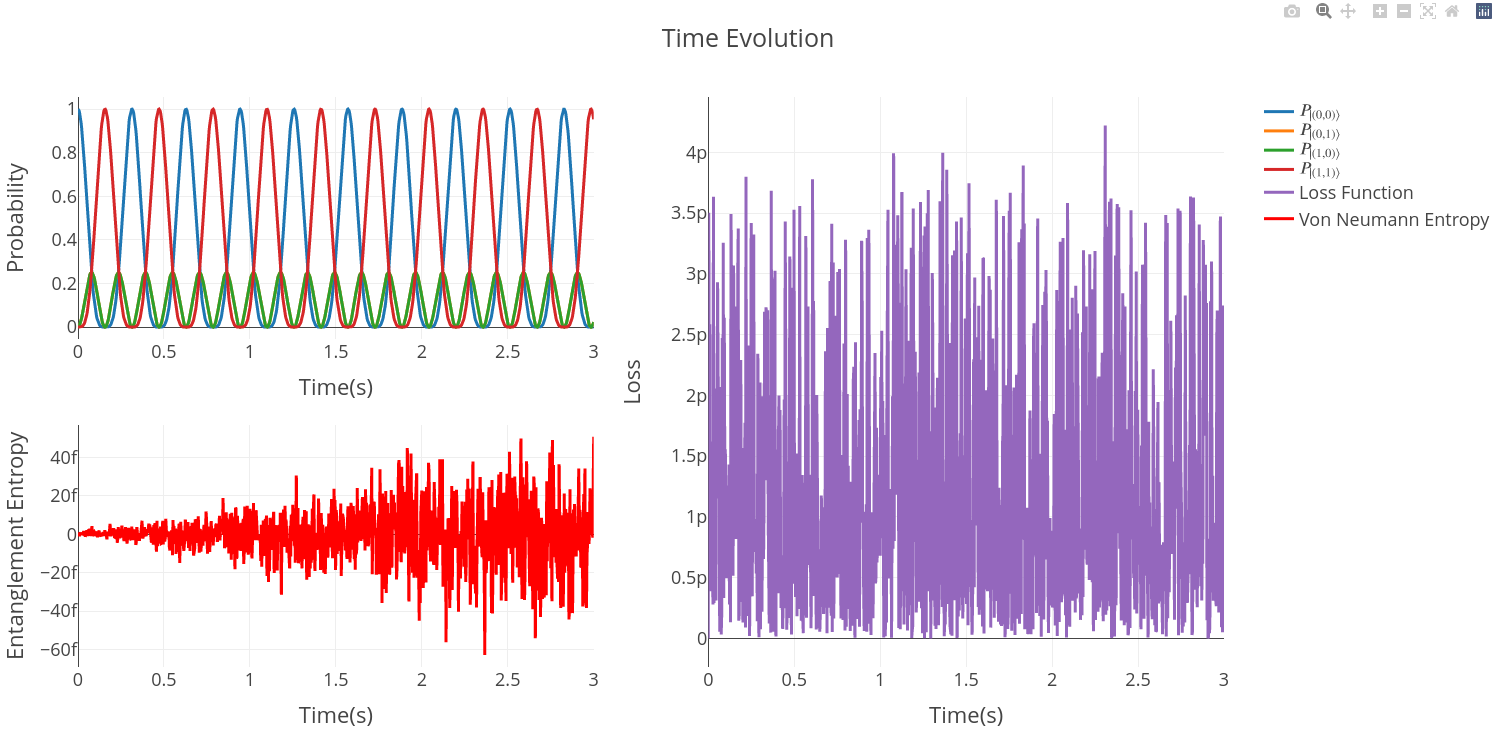 Time Evolution
Probability
1
0.8
0.6
0.4
0.2
0
0 0.5 1 1.5 2 2.5 3
Time(s)
Entanglement Entropy
40f
20f
0
−20f
−40f
−60f
0 0.5 1 1.5 2 2.5 3
Time(s)
Loss
4p
3.5p
3p
2.5p
2p
1.5p
1p
0.5p
0
0 0.5 1 1.5 2 2.5 3
Time(s)
P|(0,0)⟩
P|(0,1)⟩
P|(1,0)⟩
P|(1,1)⟩
Loss Function
Von Neumann Entropy